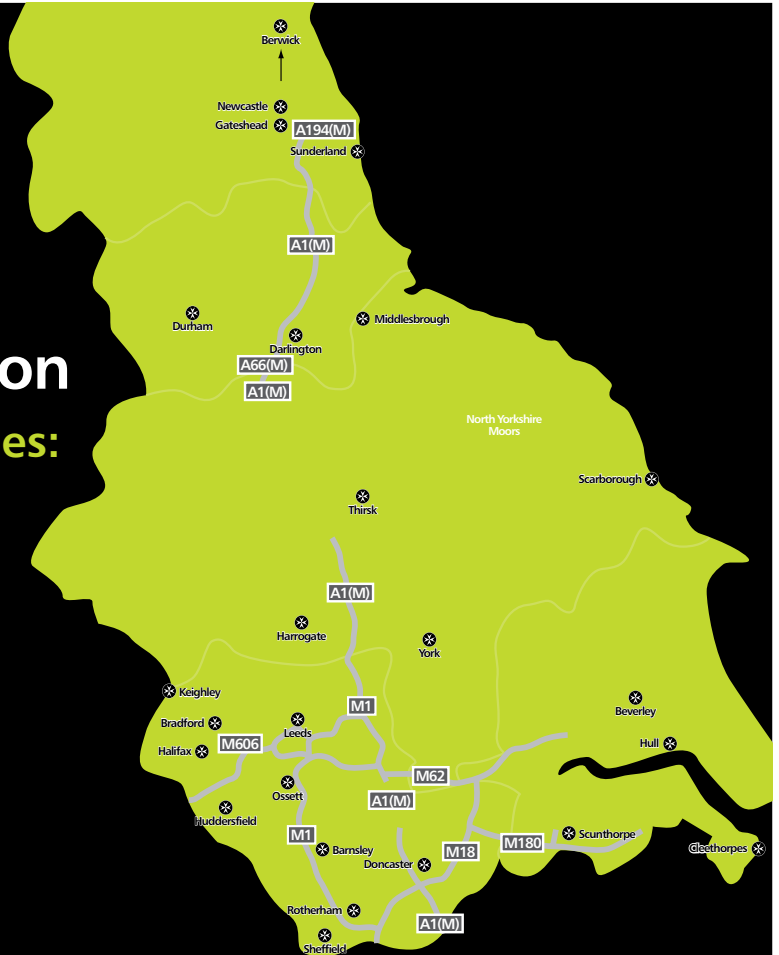 Berwick
Newcastle
Gateshead
A194(M)
Sunderland
A1(M)
Durham
Middlesbrough
Darlington
on
A66(M)
A1(M)
es:
North Yorkshire
Moors
Scarborough
Thirsk
A1(M)
Harrogate
York
Keighley
Beverley
M1
Bradford
Leeds
Halifax
M606
Hull
M62
Ossett
A1(M)
Huddersfield
M1
Barnsley
Doncaster
M18
M180
Scunthorpe
Cleethorpes
Rotherham
A1(M)
Sheffield